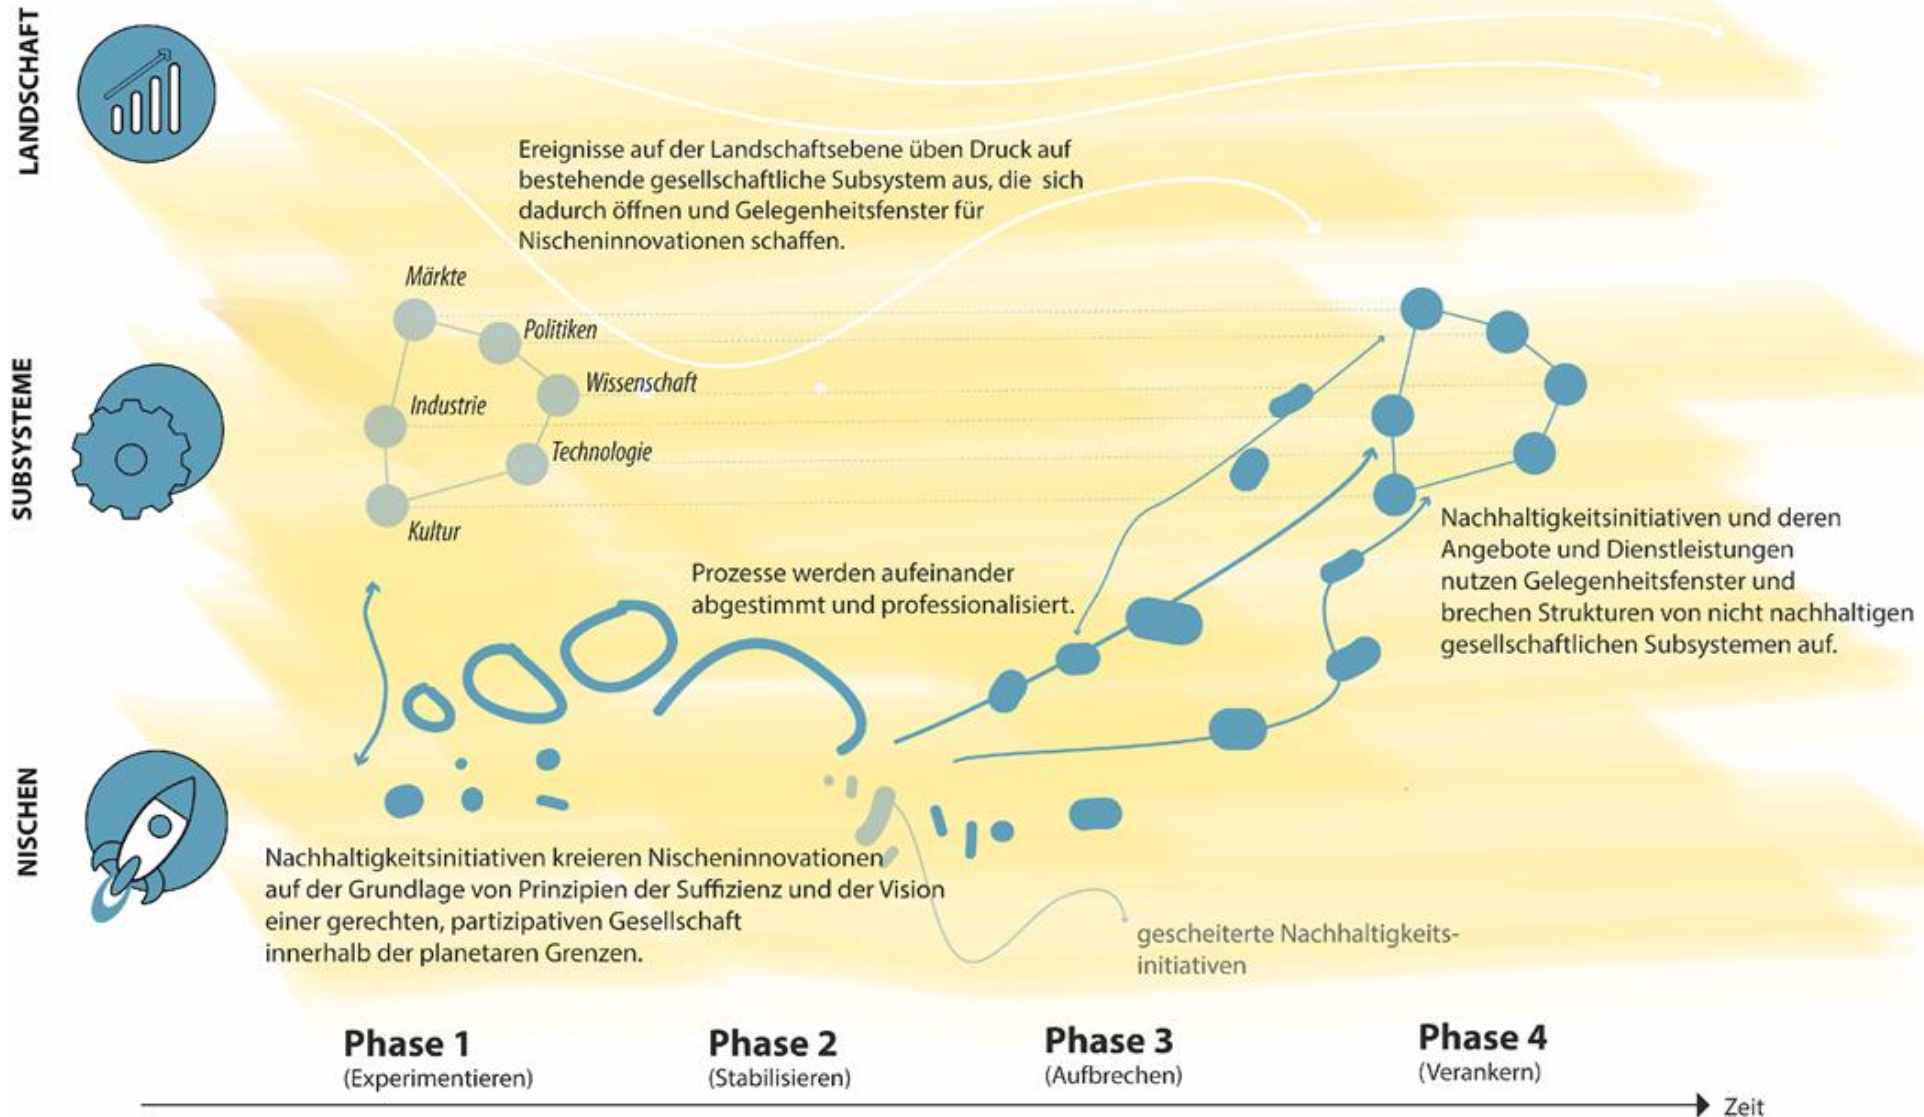 LANDSCHAFT
Ereignisse auf der Landschaftsebene üben Druck auf
bestehende gesellschaftliche Subsystem aus, die sich
dadurch öffnen und Gelegenheitsfenster für
Nischeninnovationen schaffen.
SUBSYSTEME
Märkte
Politiken
Wissenschaft
Industrie
Technologie
Kultur
Prozesse werden aufeinander
abgestimmt und professionalisiert.
Nachhaltigkeitsinitiativen und deren
Angebote und Dienstleistungen
nutzen Gelegenheitsfenster und
brechen Strukturen von nicht nachhaltigen
gesellschaftlichen Subsystemen auf.
NISCHEN
Nachhaltigkeitsinitiativen kreieren Nischeninnovationen
auf der Grundlage von Prinzipien der Suffizienz und der Vision
einer gerechten, partizipativen Gesellschaft
innerhalb der planetaren Grenzen.
gescheiterte Nachhaltigkeits-
initiativen
Phase 1
(Experimentieren)
Phase 2
(Stabilisieren)
Phase 3
(Aufbrechen)
Phase 4
(Verankern)
Zeit